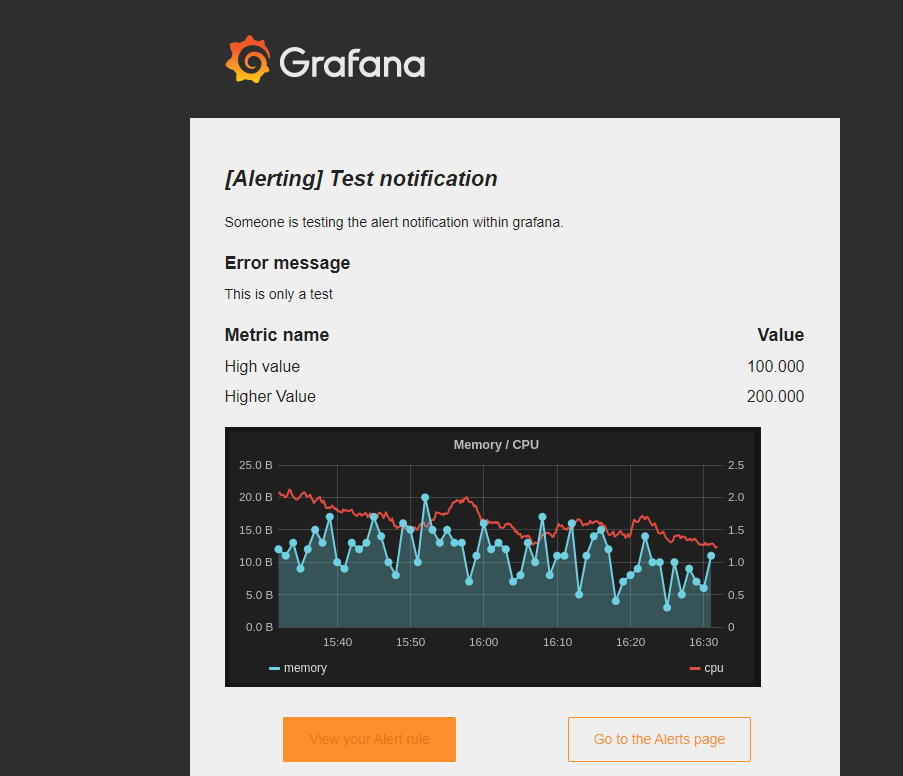 Grafana
[Alerting] Test notification
Someone is testing the alert notification within grafana.
Error message
This is only a test
Metric name Value
High value 100.000
Higher Value 200.000
Memory / CPU
25.0 B 2.5
20.0 B 2.0
15.0 B 1.5
10.0 B 1.0
5.0 B 0.5
0.0 B 0
15:40 15:50 16:00 16:10 16:20 16:30
memory cpu
View your Alert rule Go to the Alerts page